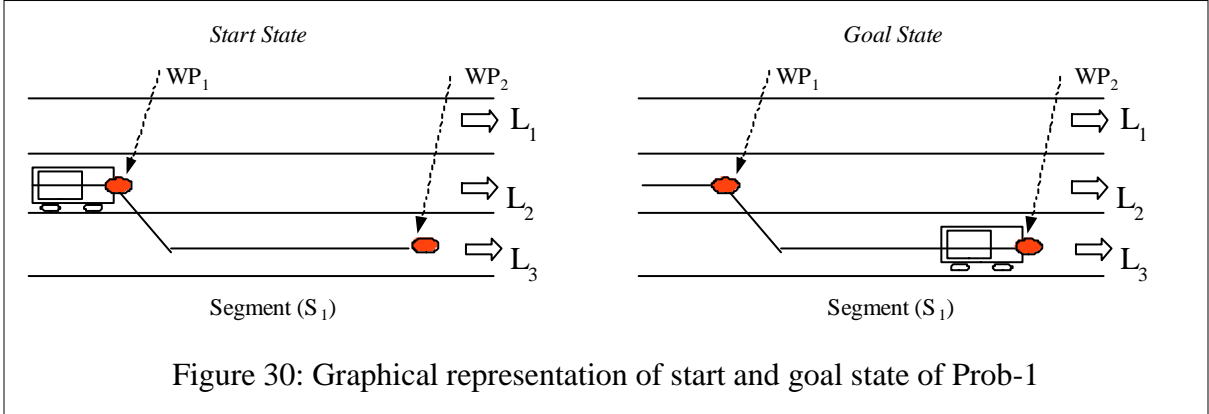 Start State
Goal State
WP1
WP2
WP1
WP2
L1
L1
L2
L2
L3
L3
Segment (S1)
Segment (S1)
Figure 30: Graphical representation of start and goal state of Prob-1